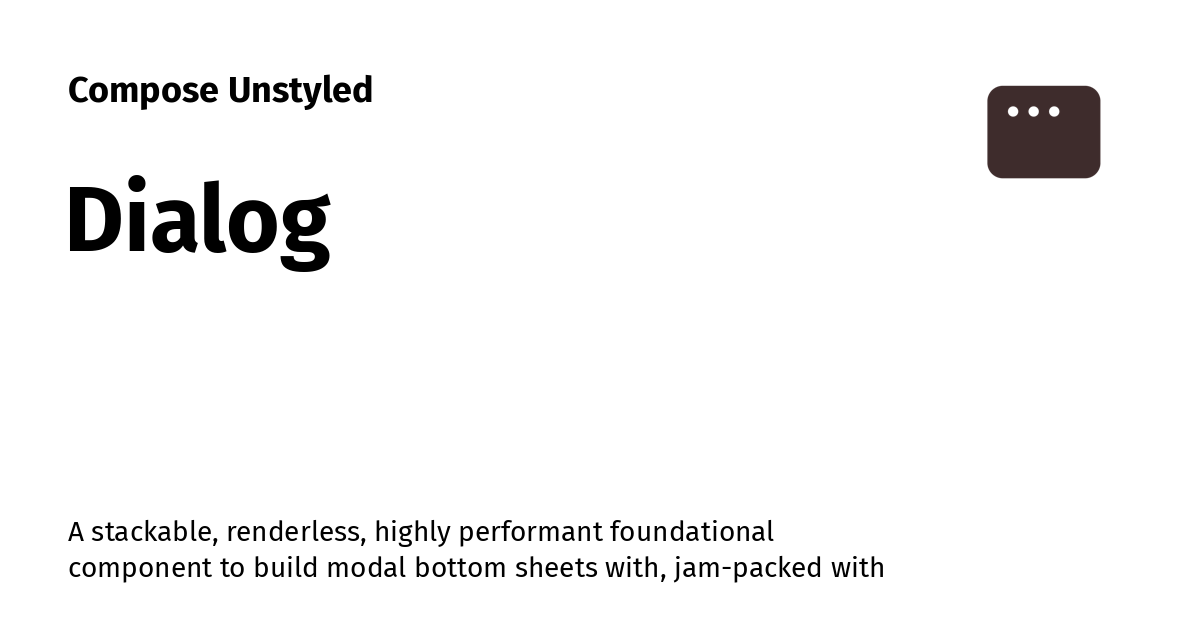 Compose Unstyled
Dialog
A stackable, renderless, highly performant foundational
component to build modal bottom sheets with, jam-packed with